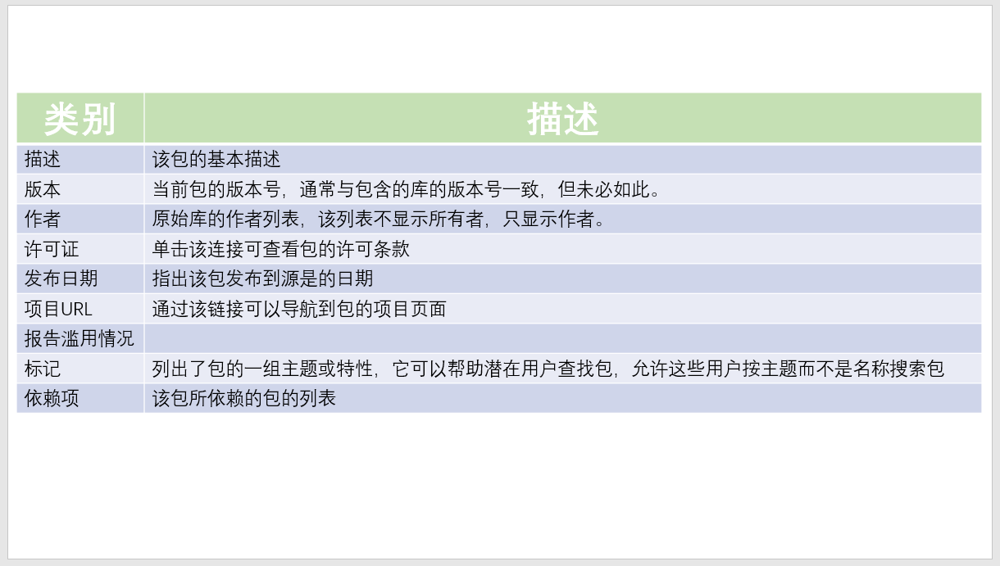 类别 描述
描述 该包的基本描述
版本 当前包的版本号，通常与包含的库的版本号一致，但未必如此。
作者 原始库的作者列表，该列表不显示所有者，只显示作者。
许可证 单击该连接可查看包的许可条款
发布日期 指出该包发布到源是的日期
项目URL 通过该链接可以导航到包的项目页面
报告滥用情况
标记 列出了包的一组主题或特性，它可以帮助潜在用户查找包，允许这些用户按主题而不是名称搜索包
依赖项 该包所依赖的包的列表